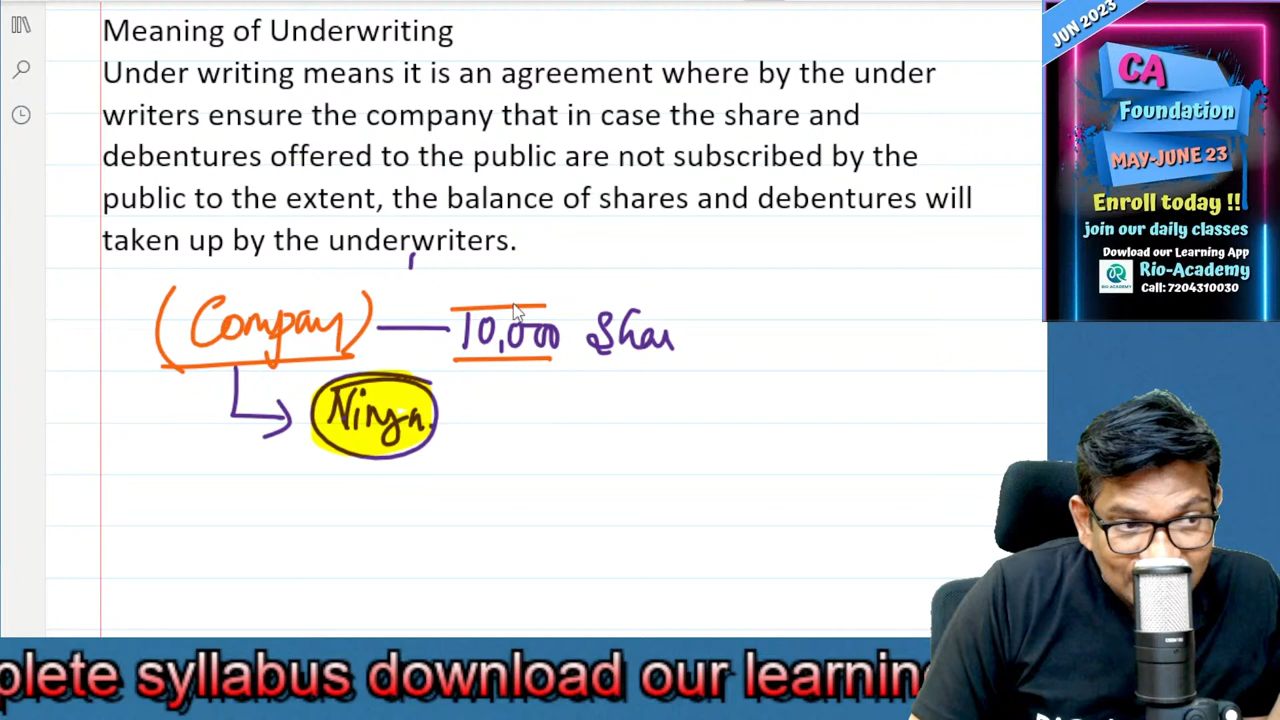 Meaning of Underwriting
Under writing means it is an agreement where by the under
writers ensure the company that in case the share and
debentures offered to the public are not subscribed by the
public to the extent, the balance of shares and debentures will
taken up by the underwriters.
(Company) — 10,000 Shar
JUN 2023
CA
Foundation
MAY-JUNE 23
Enroll today !!
join our daily classes
Dowload our Learning App
RIO ACADEMY
Rio-Academy
Call: 7204310030
plete syllabus download our learning